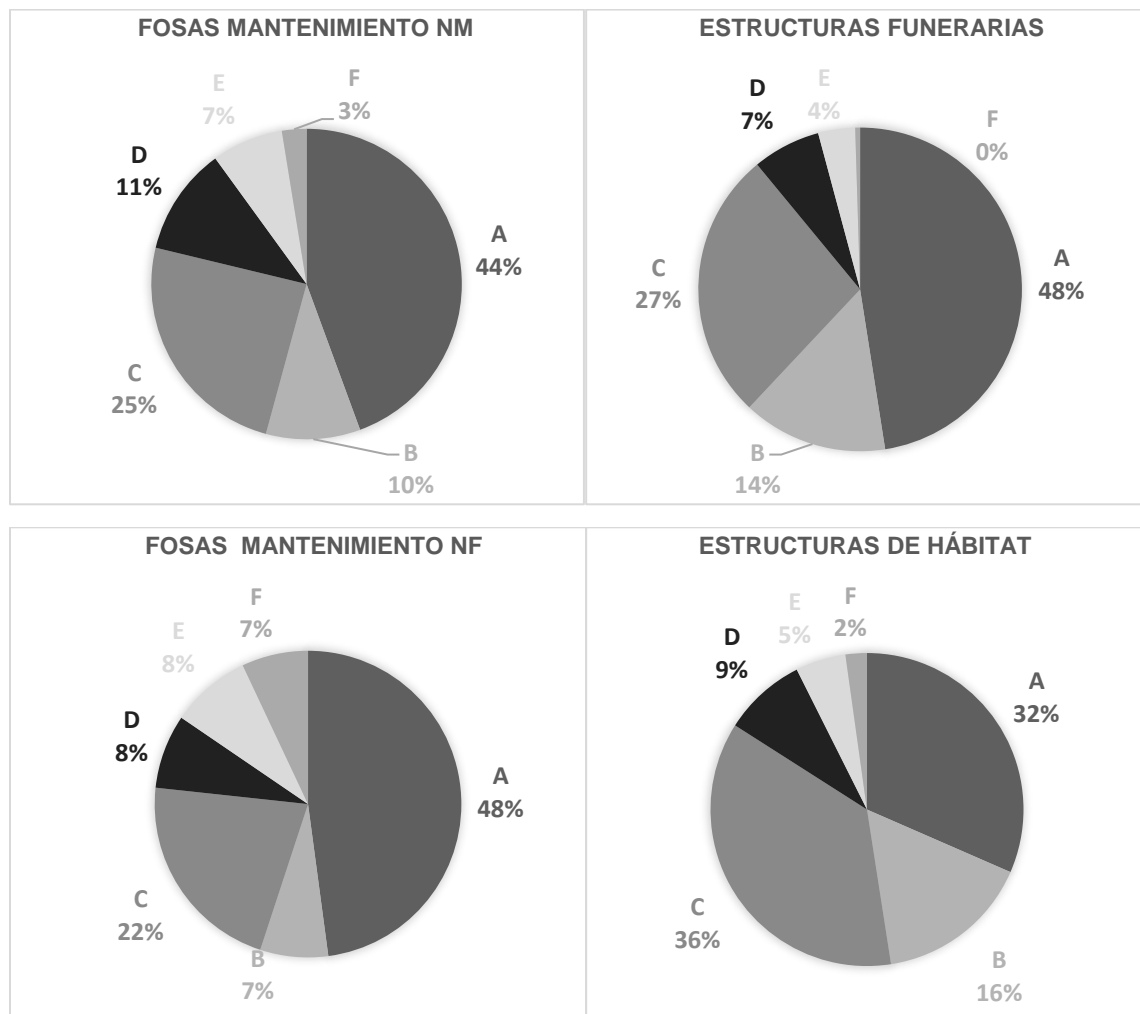 FOSAS MANTENIMIENTO NM
E
7%
F
3%
D
11%
A
44%
C
25%
B
10%
ESTRUCTURAS FUNERARIAS
D
7%
E
4%
F
0%
A
48%
C
27%
B
14%
FOSAS MANTENIMIENTO NF
F
7%
E
8%
D
8%
A
48%
C
22%
B
7%
ESTRUCTURAS DE HÁBITAT
F
2%
E
5%
D
9%
A
32%
C
36%
B
16%